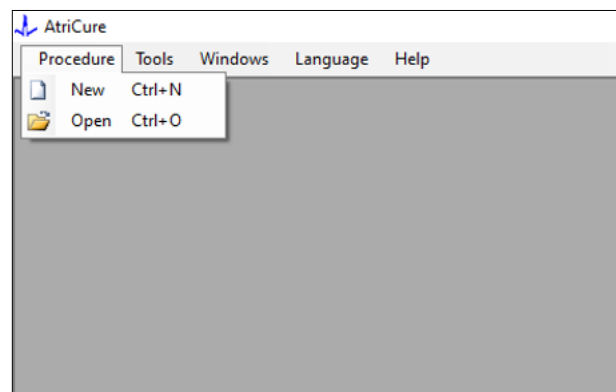 AtriCure
Procedure Tools Windows Language Help
New Ctrl+N
Open Ctrl+O